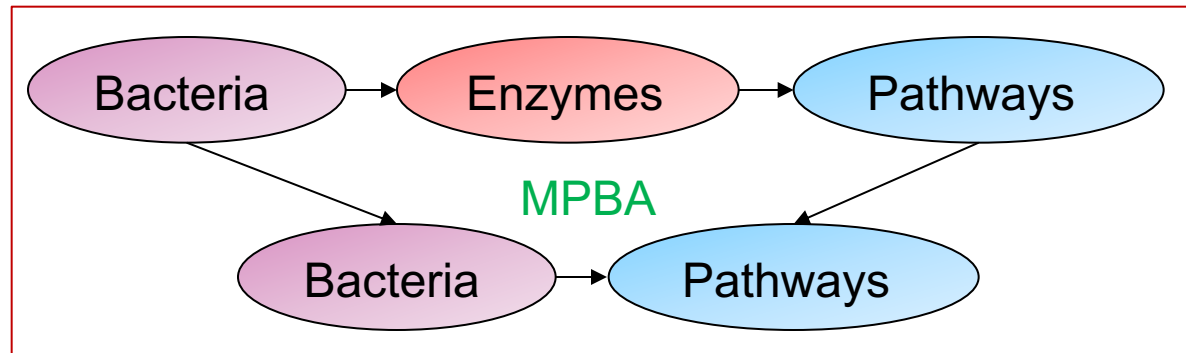 Bacteria
Enzymes
Pathways
MPBA
Bacteria
Pathways